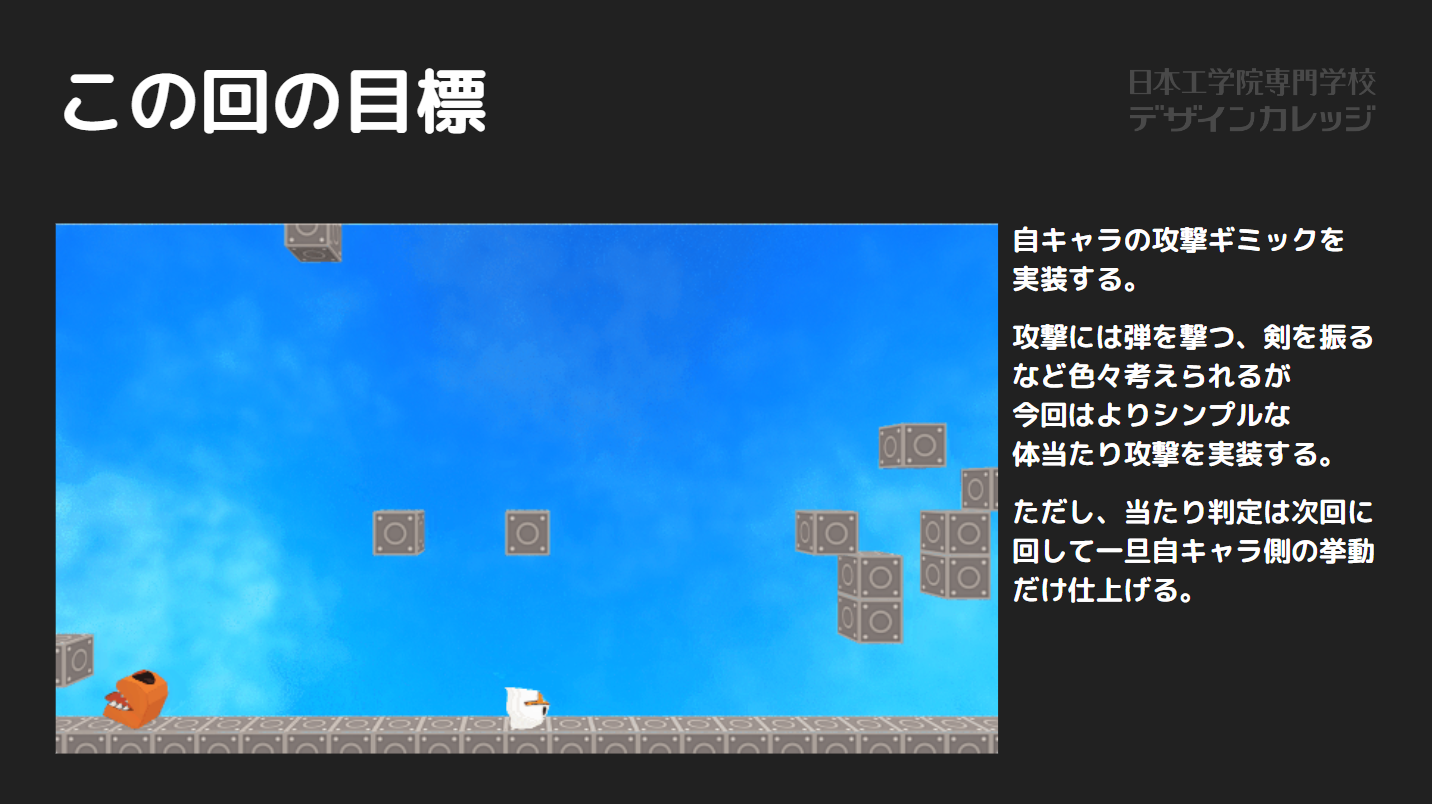 この回の目標
日本工学院専門学校
デザインカレッジ
自キャラの攻撃ギミックを
実装する。
攻撃には弾を撃つ、剣を振る
など色々考えられるが
今回はよりシンプルな
体当たり攻撃を実装する。
ただし、当たり判定は次回に
回して一旦自キャラ側の挙動
だけ仕上げる。